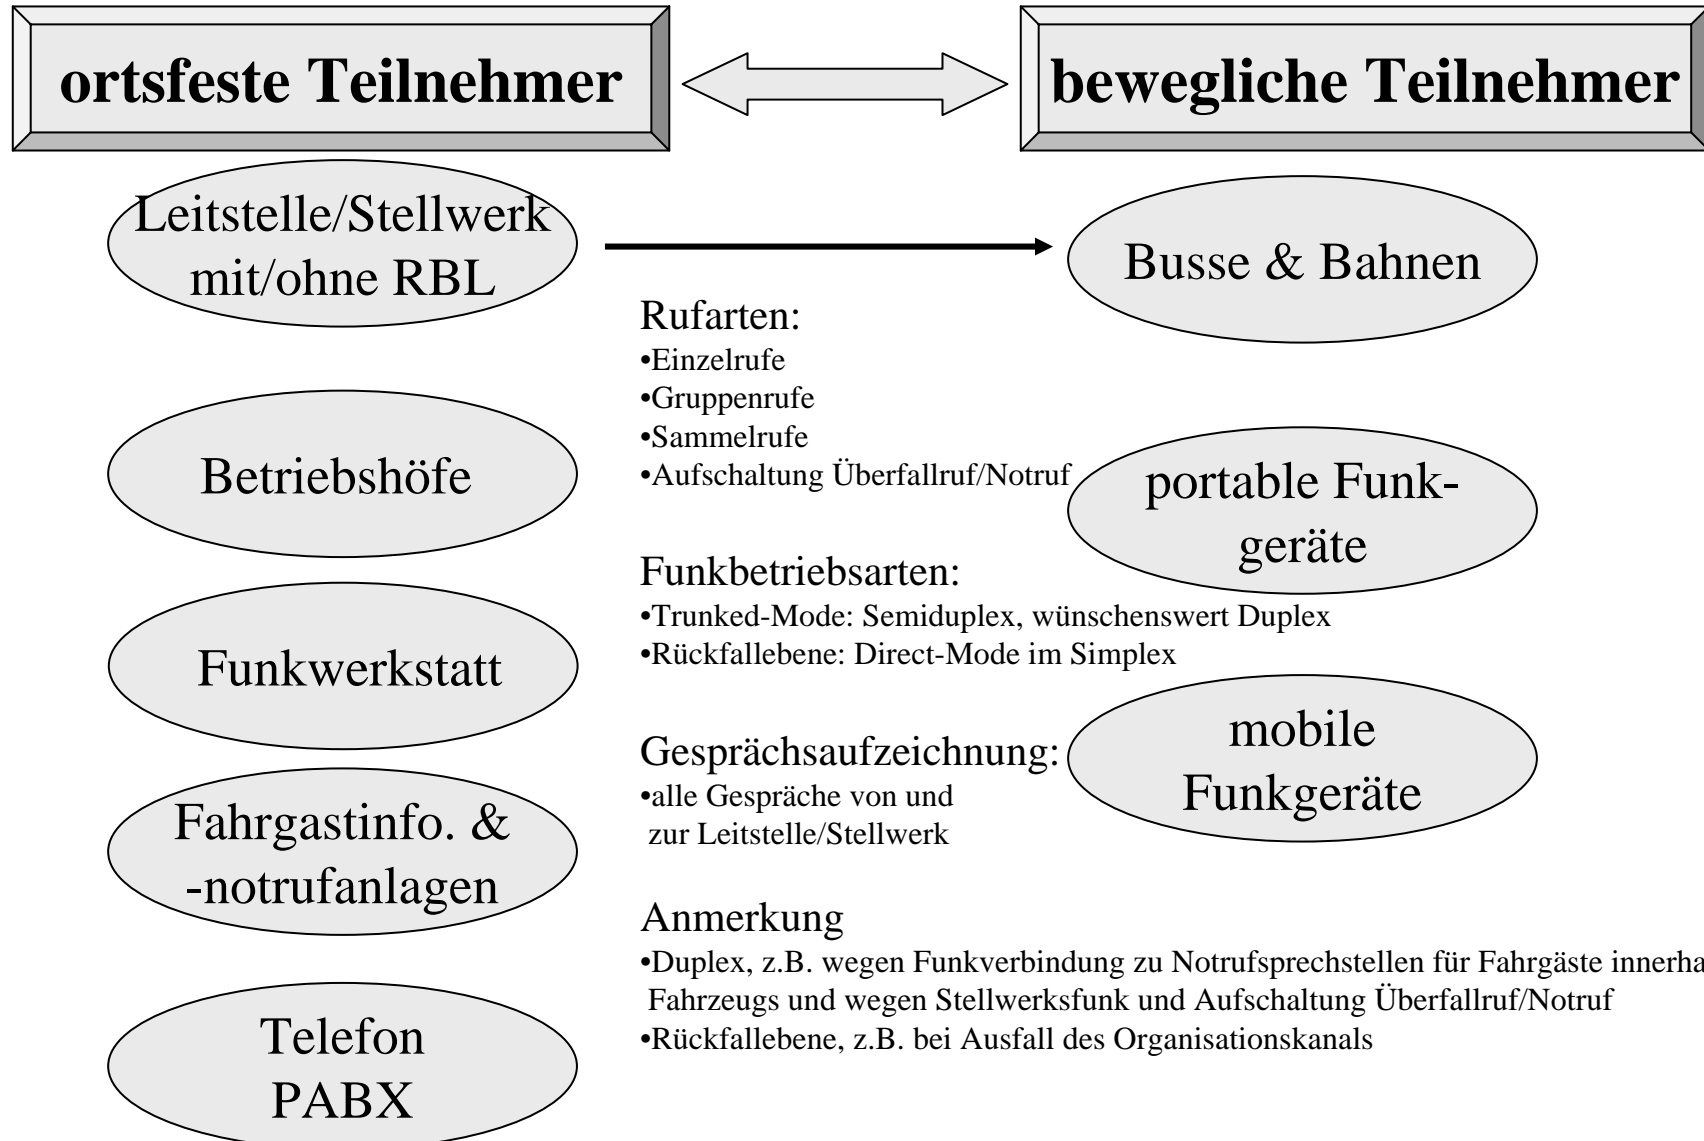 ortsfeste Teilnehmer
bewegliche Teilnehmer
Leitstelle/Stellwerk
mit/ohne RBL
Betriebshöfe
Funkwerkstatt
Fahrgastinfo. &
-notrufanlagen
Telefon
PABX
Rufarten:
•Einzelrufe
•Gruppenrufe
•Sammelrufe
•Aufschaltung Überfallruf/Notruf
Funkbetriebsarten:
•Trunked-Mode: Semiduplex, wünschenswert Duplex
•Rückfallebene: Direct-Mode im Simplex
Gesprächsaufzeichnung:
•alle Gespräche von und
zur Leitstelle/Stellwerk
Anmerkung
•Duplex, z.B. wegen Funkverbindung zu Notrufsprechstellen für Fahrgäste innerha
Fahrzeugs und wegen Stellwerksfunk und Aufschaltung Überfallruf/Notruf
•Rückfallebene, z.B. bei Ausfall des Organisationskanals
Busse & Bahnen
portable Funk-
geräte
mobile
Funkgeräte